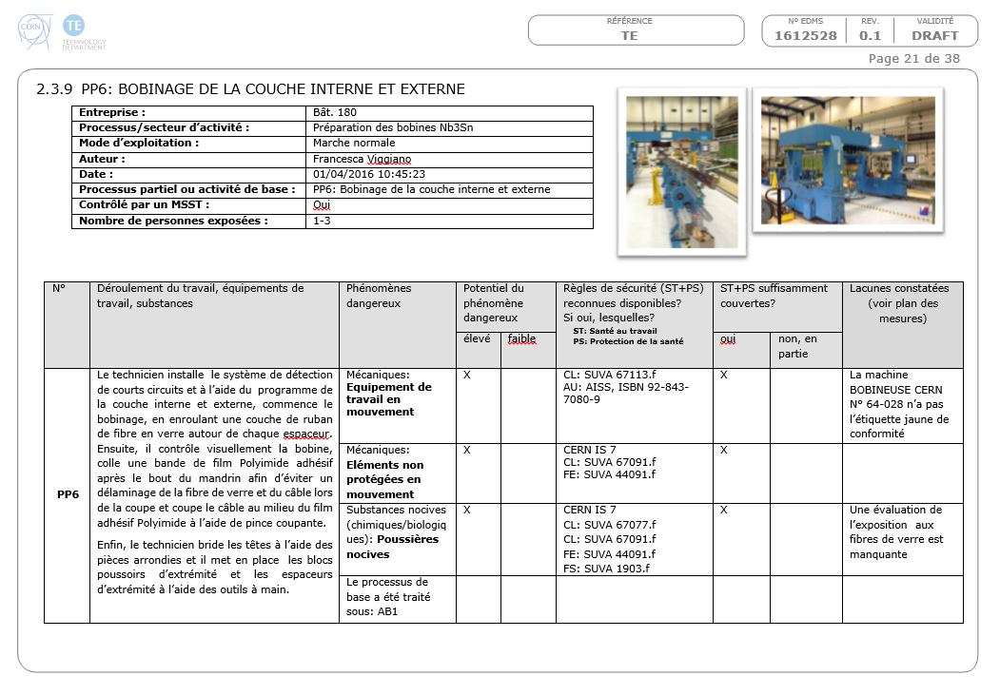 CERN
TE
TECHNOLOGY
DEPARTMENT
RÉFÉRENCE
TE
N° EDMS
1612528
REV.
0.1
VALIDITÉ
DRAFT
Page 21 de 38
2.3.9 PP6: BOBINAGE DE LA COUCHE INTERNE ET EXTERNE
Entreprise : Bât. 180
Processus/secteur d’activité : Préparation des bobines Nb3Sn
Mode d’exploitation : Marche normale
Auteur : Francesca Viggiano
Date : 01/04/2016 10:45:23
Processus partiel ou activité de base : PP6: Bobinage de la couche interne et externe
Contrôlé par un MSST : Oui
Nombre de personnes exposées : 1-3
N°
Déroulement du travail, équipements de
travail, substances
Phénomènes
dangereux
Potentiel du
phénomène
dangereux
élevé
faible
Règles de sécurité (ST+PS)
reconnues disponibles?
Si oui, lesquelles?
ST: Santé au travail
PS: Protection de la santé
ST+PS suffisamment
couvertes?
oui
non, en
partie
Lacunes constatées
(voir plan des
mesures)
PP6
Le technicien installe le système de détection
de courts circuits et à l’aide du programme de
la couche interne et externe, commence le
bobinage, en enroulant une couche de ruban
de fibre en verre autour de chaque espaceur.
Ensuite, il contrôle visuellement la bobine,
colle une bande de film Polyimide adhésif
après le bout du mandrin afin d’éviter un
délaminage de la fibre de verre et du câble lors
de la coupe et coupe le câble au milieu du film
adhésif Polyimide à l’aide de pince coupante.
Enfin, le technicien bride les têtes à l’aide des
pièces arrondies et il met en place les blocs
poussoirs d’extrémité et les espaceurs
d’extrémité à l’aide des outils à main.
Mécaniques:
Equipement de
travail en
mouvement
X
CL: SUVA 67113.f
AU: AISS, ISBN 92-843-
7080-9
X
La machine
BOBINEUSE CERN
N° 64-028 n’a pas
l’étiquette jaune de
conformité
Mécaniques:
Eléments non
protégées en
mouvement
X
CERN IS 7
CL: SUVA 67091.f
FE: SUVA 44091.f
X
Substances nocives
(chimiques/biologiq
ues): Poussières
nocives
X
CERN IS 7
CL: SUVA 67077.f
CL: SUVA 67091.f
FE: SUVA 44091.f
FS: SUVA 1903.f
X
Une évaluation de
l’exposition aux
fibres de verre est
manquante
Le processus de
base a été traité
sous: AB1